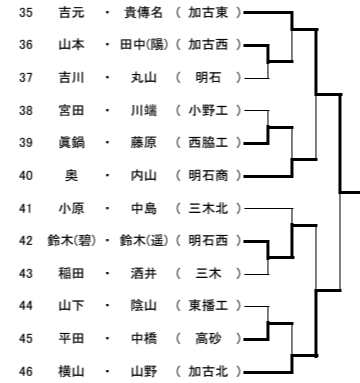 35 吉元 ・ 貴傳名 ( 加古東 )
36 山本 ・ 田中(陽) ( 加古西 )
37 吉川 ・ 丸山 ( 明石 )
38 宮田 ・ 川端 ( 小野工 )
39 眞鍋 ・ 藤原 ( 西脇工 )
40 奥 ・ 内山 ( 明石商 )
41 小原 ・ 中島 ( 三木北 )
42 鈴木(碧) ・ 鈴木(遥) ( 明石西 )
43 稲田 ・ 酒井 ( 三木 )
44 山下 ・ 陰山 ( 東播工 )
45 平田 ・ 中橋 ( 高砂 )
46 横山 ・ 山野 ( 加古北 )